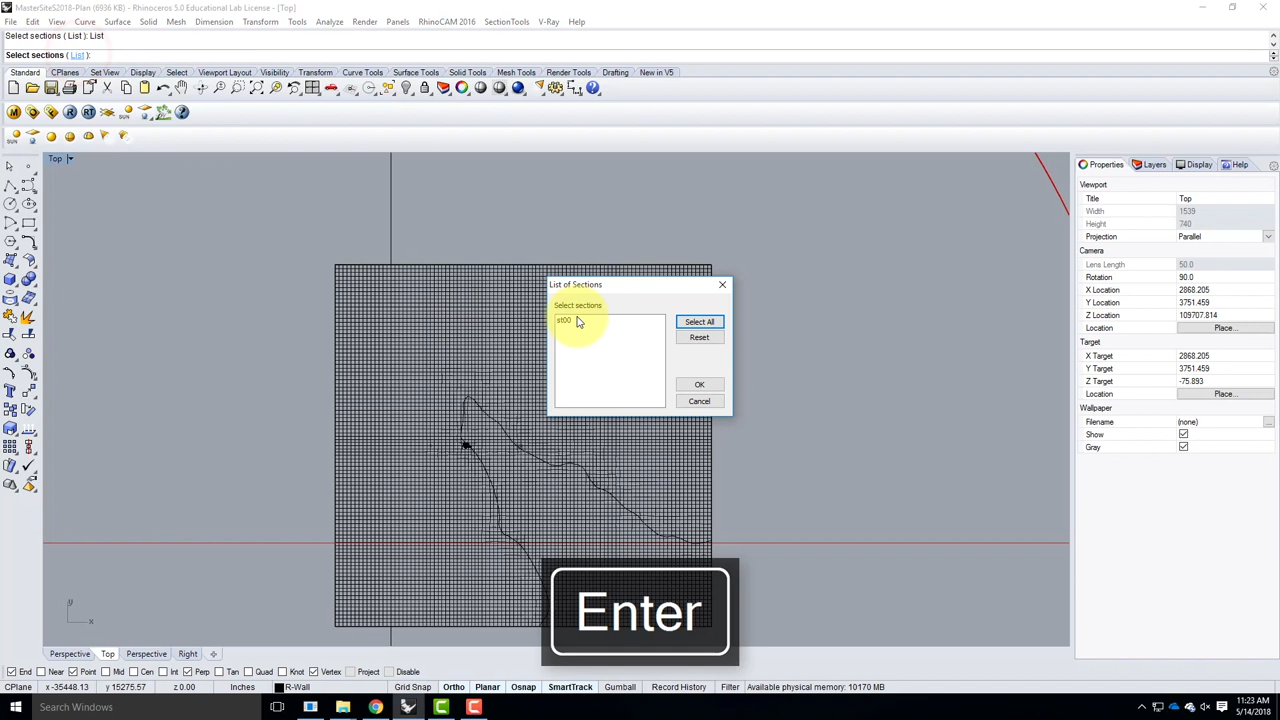 MasterSiteS2018-Plan (6936 KB) - Rhinoceros 5.0 Educational Lab License - [Top]
File Edit View Curve Surface Solid Mesh Dimension Transform Tools Analyze Render Panels RhinoCAM 2016 SectionTools V-Ray Help
Select sections ( List ): List
Select sections ( List ):
Standard CPlanes Set View Display Select Viewport Layout Visibility Transform Curve Tools Surface Tools Solid Tools Mesh Tools Render Tools Drafting New in V5
Top
Properties Layers Display Help
Viewport
Title Top
Width 1539
Height 740
Projection Parallel
Camera
Lens Length 50.0
Rotation 90.0
X Location 2868.205
Y Location 3751.459
Z Location 109707.814
Location Place...
Target
X Target 2868.205
Y Target 3751.459
Z Target -75.893
Location Place...
Wallpaper
Filename (none) ...
Show
Gray
List of Sections
Select sections
st00
Select All
Reset
OK
Cancel
Enter
y
x
Perspective Top Perspective Right
End Near Point Mid Cen Int Perp Tan Quad Knot Vertex Project Disable
CPlane x -35448.13 y 15275.57 z 0.00 Inches R-Wall Grid Snap Ortho Planar Osnap SmartTrack Gumball Record History Filter Available physical memory: 10170 MB
Search Windows
11:23 AM
5/14/2018